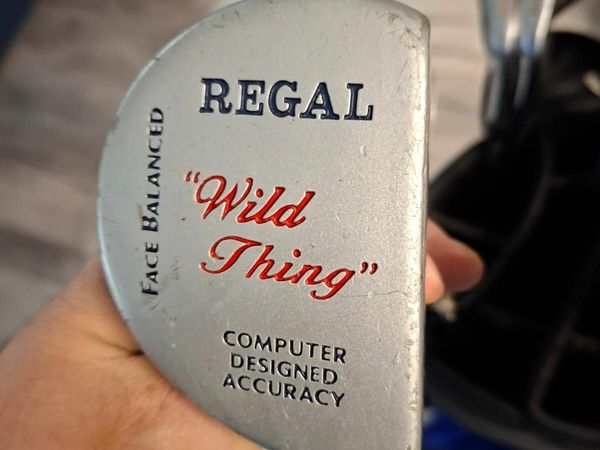 REGAL
FACE BALANCED
"Wild
Thing"
COMPUTER
DESIGNED
ACCURACY